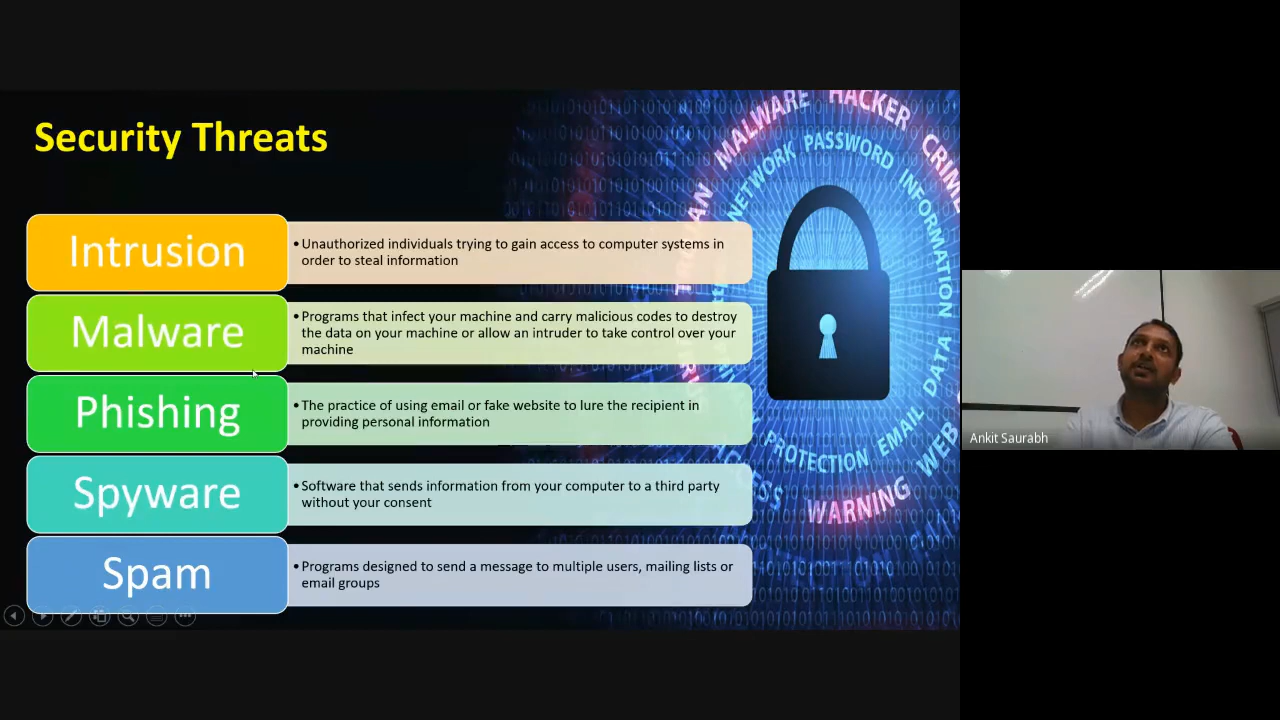 Security Threats
Intrusion
•Unauthorized individuals trying to gain access to computer systems in
order to steal information
Malware
•Programs that infect your machine and carry malicious codes to destroy
the data on your machine or allow an intruder to take control over your
machine
Phishing
•The practice of using email or fake website to lure the recipient in
providing personal information
Spyware
•Software that sends information from your computer to a third party
without your consent
Spam
•Programs designed to send a message to multiple users, mailing lists or
email groups
MALWARE HACKER CRIME
NETWORK PASSWORD INFORMATION
DATA EMAIL PROTECTION
WEB WARNING
Ankit Saurabh